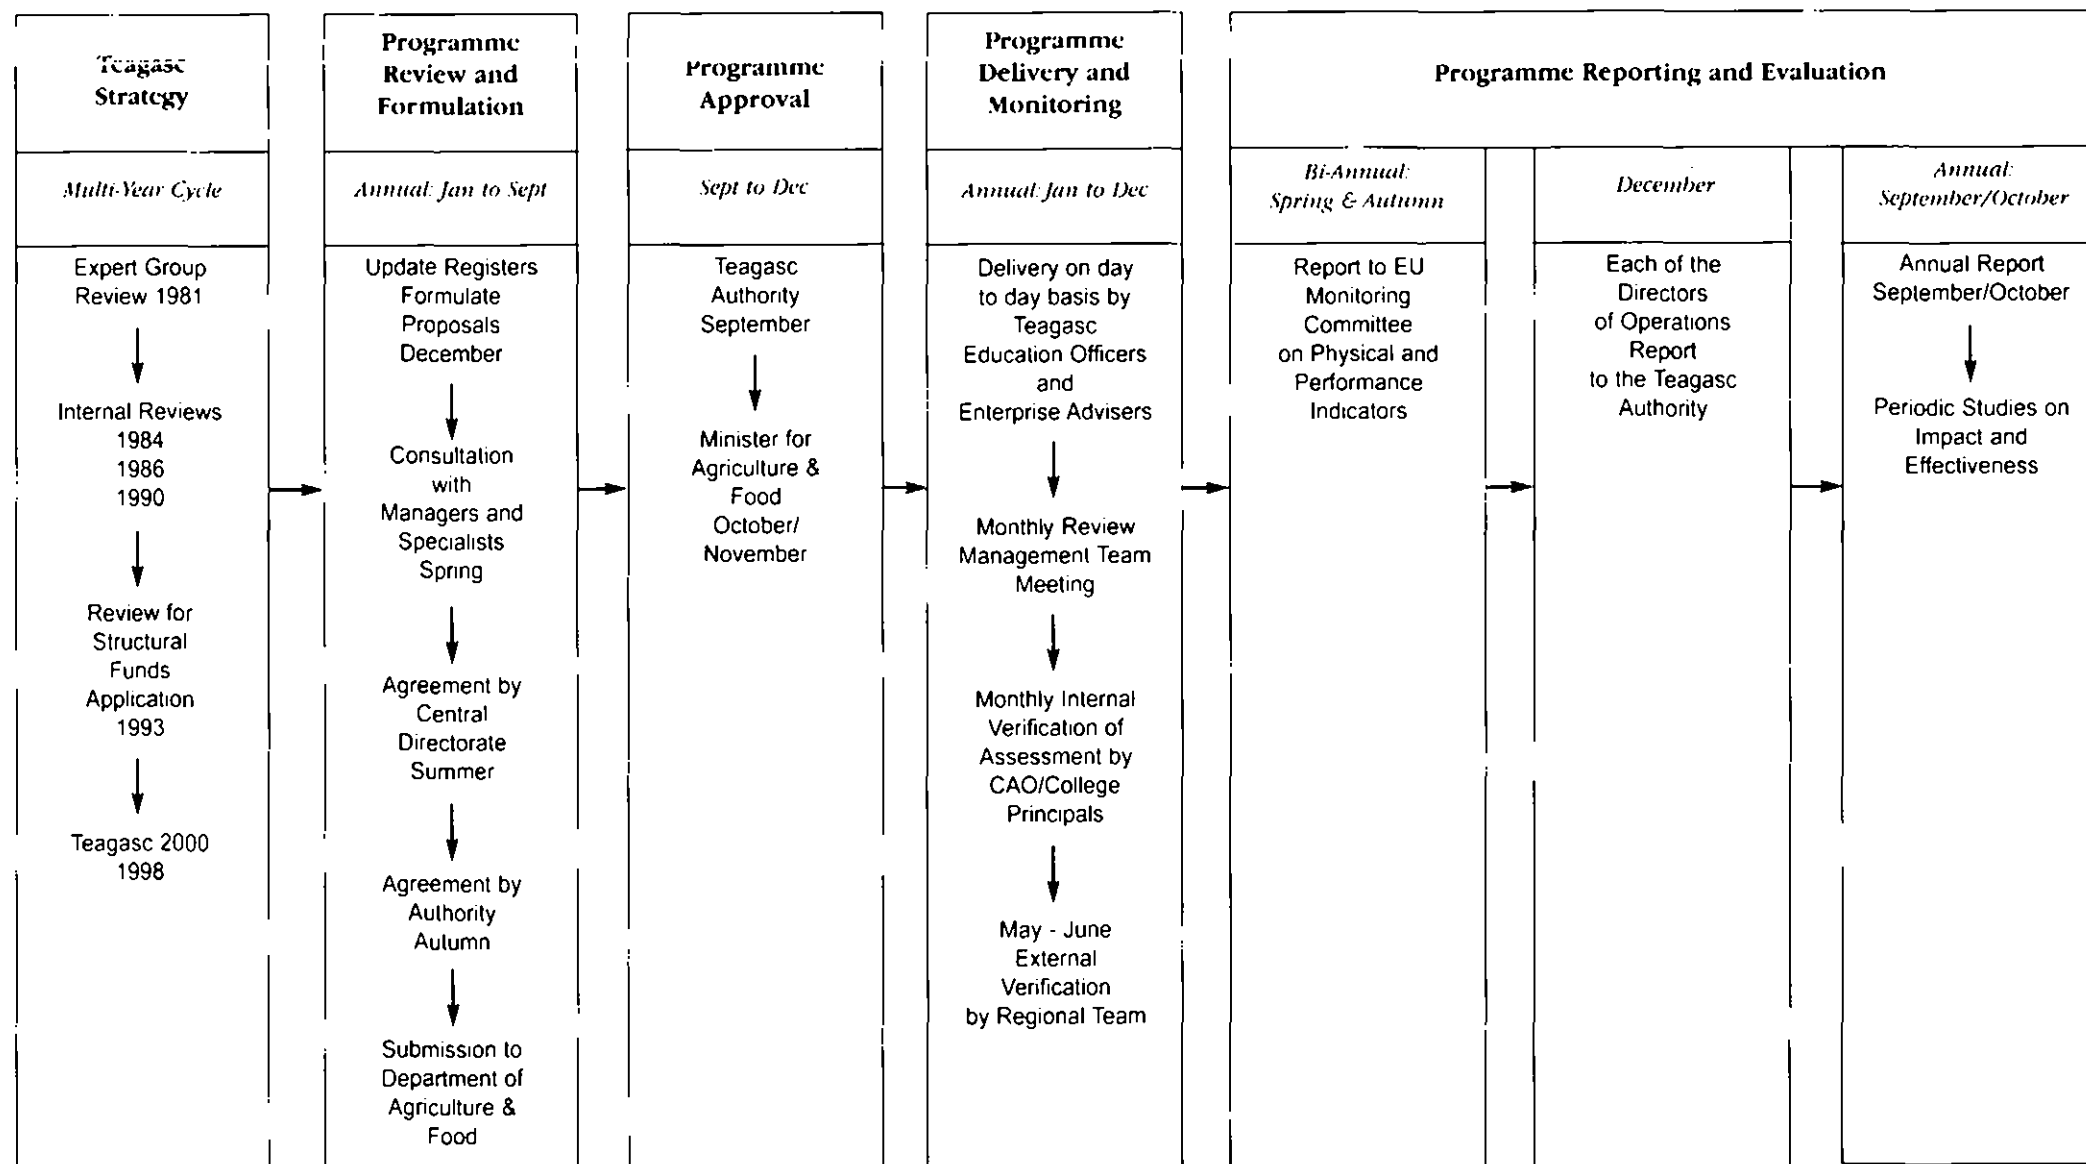 Teagasc
Strategy
Multi-Year Cycle
Expert Group
Review 1981
Internal Reviews
1984
1986
1990
Review for
Structural
Funds
Application
1993
Teagasc 2000
1998
Programme
Review and
Formulation
Annual: Jan to Sept
Update Registers
Formulate
Proposals
December
Consultation
with
Managers and
Specialists
Spring
Agreement by
Central
Directorate
Summer
Agreement by
Authority
Autumn
Submission to
Department of
Agriculture &
Food
Programme
Approval
Sept to Dec
Teagasc
Authority
September
Minister for
Agriculture &
Food
October/
November
Programme
Delivery and
Monitoring
Annual: Jan to Dec
Delivery on day
to day basis by
Teagasc
Education Officers
and
Enterprise Advisers
Monthly Review
Management Team
Meeting
Monthly Internal
Verification of
Assessment by
CAO/College
Principals
May - June
External
Verification
by Regional Team
Programme Reporting and Evaluation
Bi-Annual:
Spring & Autumn
Report to EU
Monitoring
Committee
on Physical and
Performance
Indicators
December
Each of the
Directors
of Operations
Report
to the Teagasc
Authority
Annual:
September/October
Annual Report
September/October
Periodic Studies on
Impact and
Effectiveness